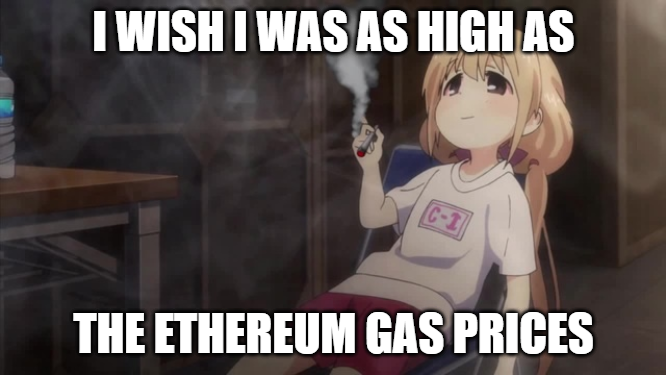 I WISH I WAS AS HIGH AS
C-I
THE ETHEREUM GAS PRICES